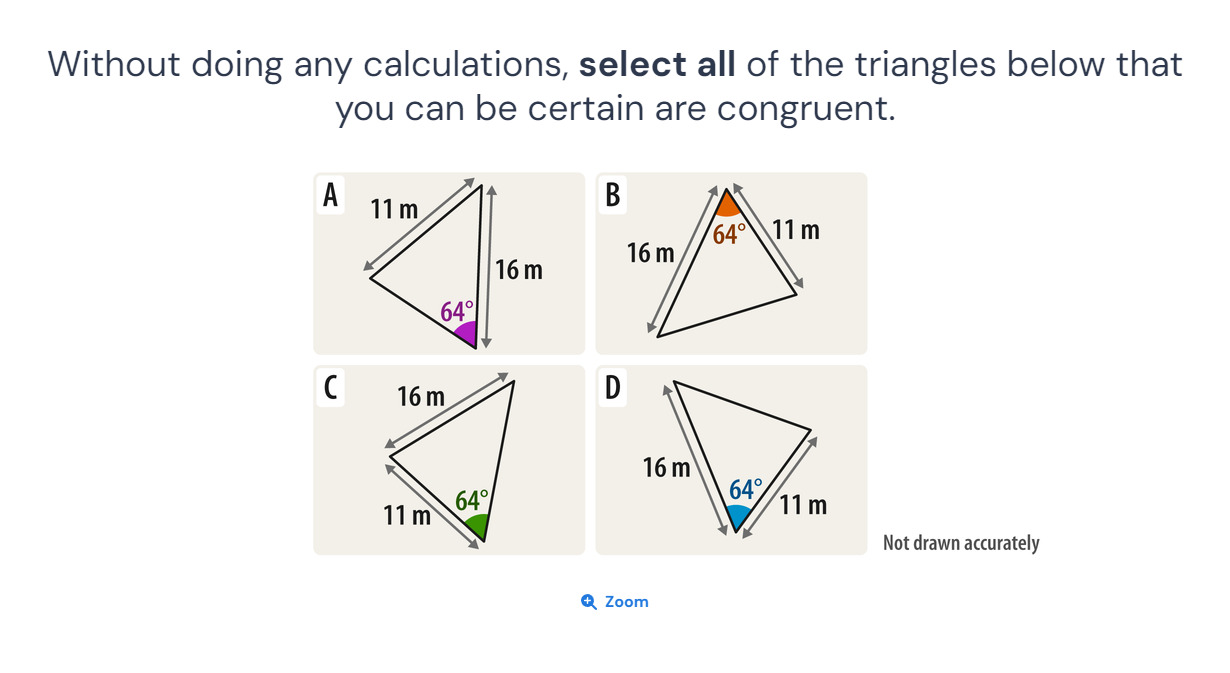 Without doing any calculations, select all of the triangles below that
you can be certain are congruent.
A
11 m
16 m
64°
B
64°
11 m
16 m
C
16 m
64°
11 m
D
16 m
64°
11 m
Not drawn accurately
Zoom